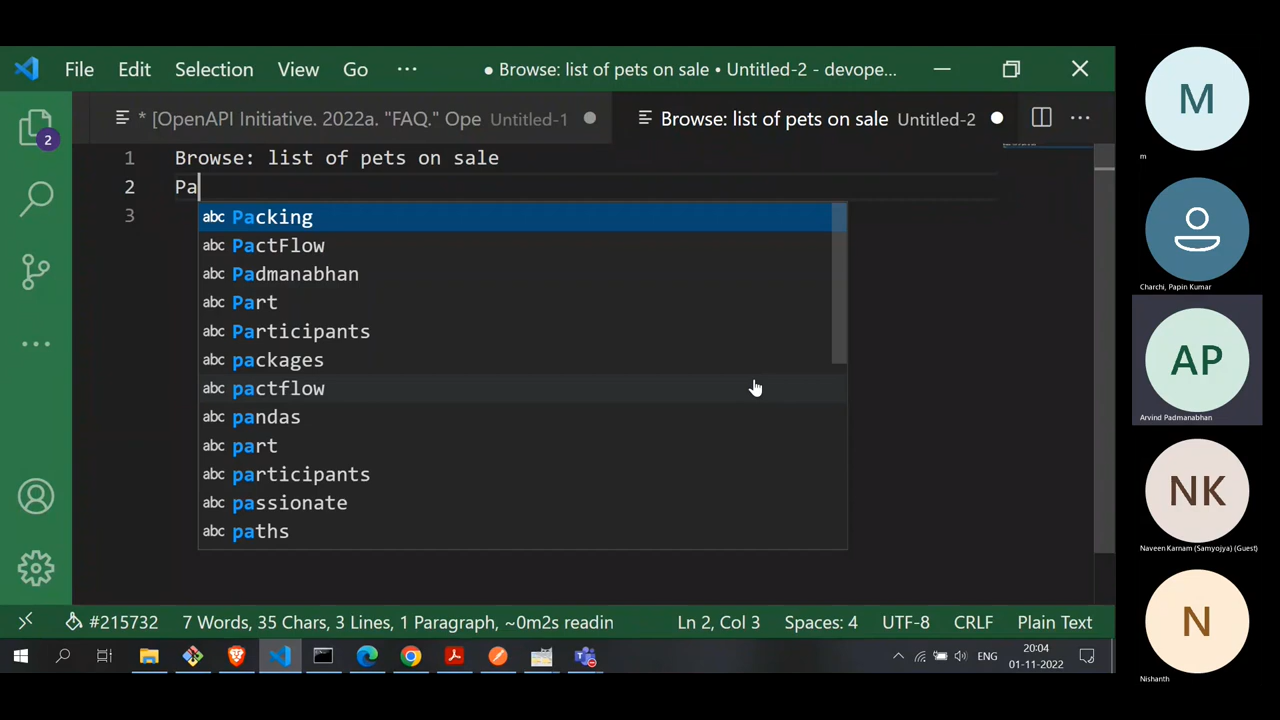 File Edit Selection View Go ··· ● Browse: list of pets on sale • Untitled-2 - devope...
* [OpenAPI Initiative. 2022a. "FAQ." Ope Untitled-1 Browse: list of pets on sale Untitled-2
2
1 Browse: list of pets on sale
2 Pa
3
abc Packing
abc PactFlow
abc Padmanabhan
abc Part
abc Participants
abc packages
abc pactflow
abc pandas
abc part
abc participants
abc passionate
abc paths
#215732 7 Words, 35 Chars, 3 Lines, 1 Paragraph, ~0m2s readin Ln 2, Col 3 Spaces: 4 UTF-8 CRLF Plain Text
ENG 20:04
01-11-2022
M
m
Charchi, Papin Kumar
AP
Arvind Padmanabhan
NK
Naveen Karnam (Samyojya) (Guest)
N
Nishanth